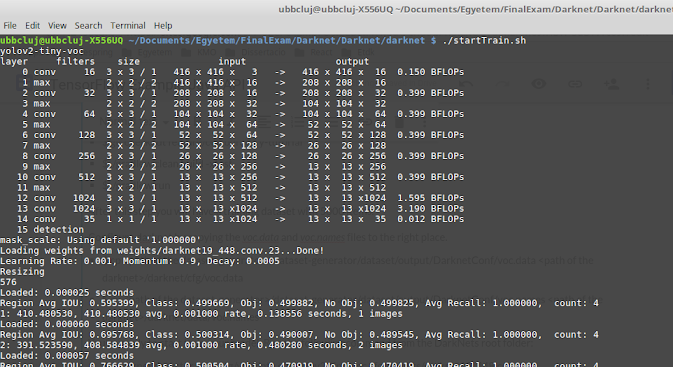 ubbcluj@ubbcluj-X556UQ ~/Documents/Egyetem/FinalExam/Darknet/Darknet/darkne
File Edit View Search Terminal Help
ubbcluj@ubbcluj-X556UQ ~/Documents/Egyetem/FinalExam/Darknet/Darknet/darknet $ ./startTrain.sh
yolov2-tiny-voc
layer filters size input output
0 conv 16 3 x 3 / 1 416 x 416 x 3 -> 416 x 416 x 16 0.150 BFLOPs
1 max 2 x 2 / 2 416 x 416 x 16 -> 208 x 208 x 16
2 conv 32 3 x 3 / 1 208 x 208 x 16 -> 208 x 208 x 32 0.399 BFLOPs
3 max 2 x 2 / 2 208 x 208 x 32 -> 104 x 104 x 32
4 conv 64 3 x 3 / 1 104 x 104 x 32 -> 104 x 104 x 64 0.399 BFLOPs
5 max 2 x 2 / 2 104 x 104 x 64 -> 52 x 52 x 64
6 conv 128 3 x 3 / 1 52 x 52 x 64 -> 52 x 52 x 128 0.399 BFLOPs
7 max 2 x 2 / 2 52 x 52 x 128 -> 26 x 26 x 128
8 conv 256 3 x 3 / 1 26 x 26 x 128 -> 26 x 26 x 256 0.399 BFLOPs
9 max 2 x 2 / 2 26 x 26 x 256 -> 13 x 13 x 256
10 conv 512 3 x 3 / 1 13 x 13 x 256 -> 13 x 13 x 512 0.399 BFLOPs
11 max 2 x 2 / 1 13 x 13 x 512 -> 13 x 13 x 512
12 conv 1024 3 x 3 / 1 13 x 13 x 512 -> 13 x 13 x1024 1.595 BFLOPs
13 conv 1024 3 x 3 / 1 13 x 13 x1024 -> 13 x 13 x1024 3.190 BFLOPs
14 conv 35 1 x 1 / 1 13 x 13 x1024 -> 13 x 13 x 35 0.012 BFLOPs
15 detection
mask_scale: Using default '1.000000'
Loading weights from weights/darknet19_448.conv.23...Done!
Learning Rate: 0.001, Momentum: 0.9, Decay: 0.0005
Resizing
576
Loaded: 0.000025 seconds
Region Avg IOU: 0.595399, Class: 0.499669, Obj: 0.499882, No Obj: 0.499825, Avg Recall: 1.000000, count: 4
1: 410.480530, 410.480530 avg, 0.001000 rate, 0.138556 seconds, 1 images
Loaded: 0.000060 seconds
Region Avg IOU: 0.695768, Class: 0.500314, Obj: 0.490007, No Obj: 0.489545, Avg Recall: 1.000000, count: 4
2: 391.523590, 408.584839 avg, 0.001000 rate, 0.480280 seconds, 2 images
Loaded: 0.000057 seconds
Region Avg IOU: 0.766629, Class: 0.500504, Obj: 0.470919, No Obj: 0.470419, Avg Recall: 1.000000, count: 4